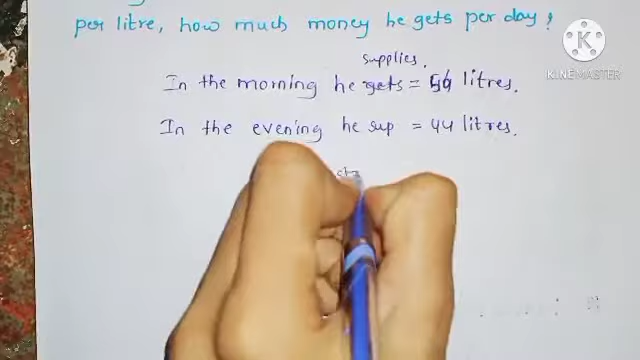 per litre, how much money he gets per day?
supplies.
In the morning he gets = 54 litres.
In the evening he sup = 44 litres.
KINEMASTER